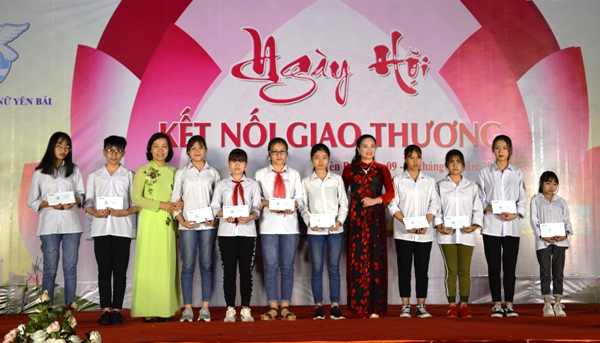 Ngày Hội
NỮ YÊN BÁI
KẾT NỐI GIAO THƯƠNG